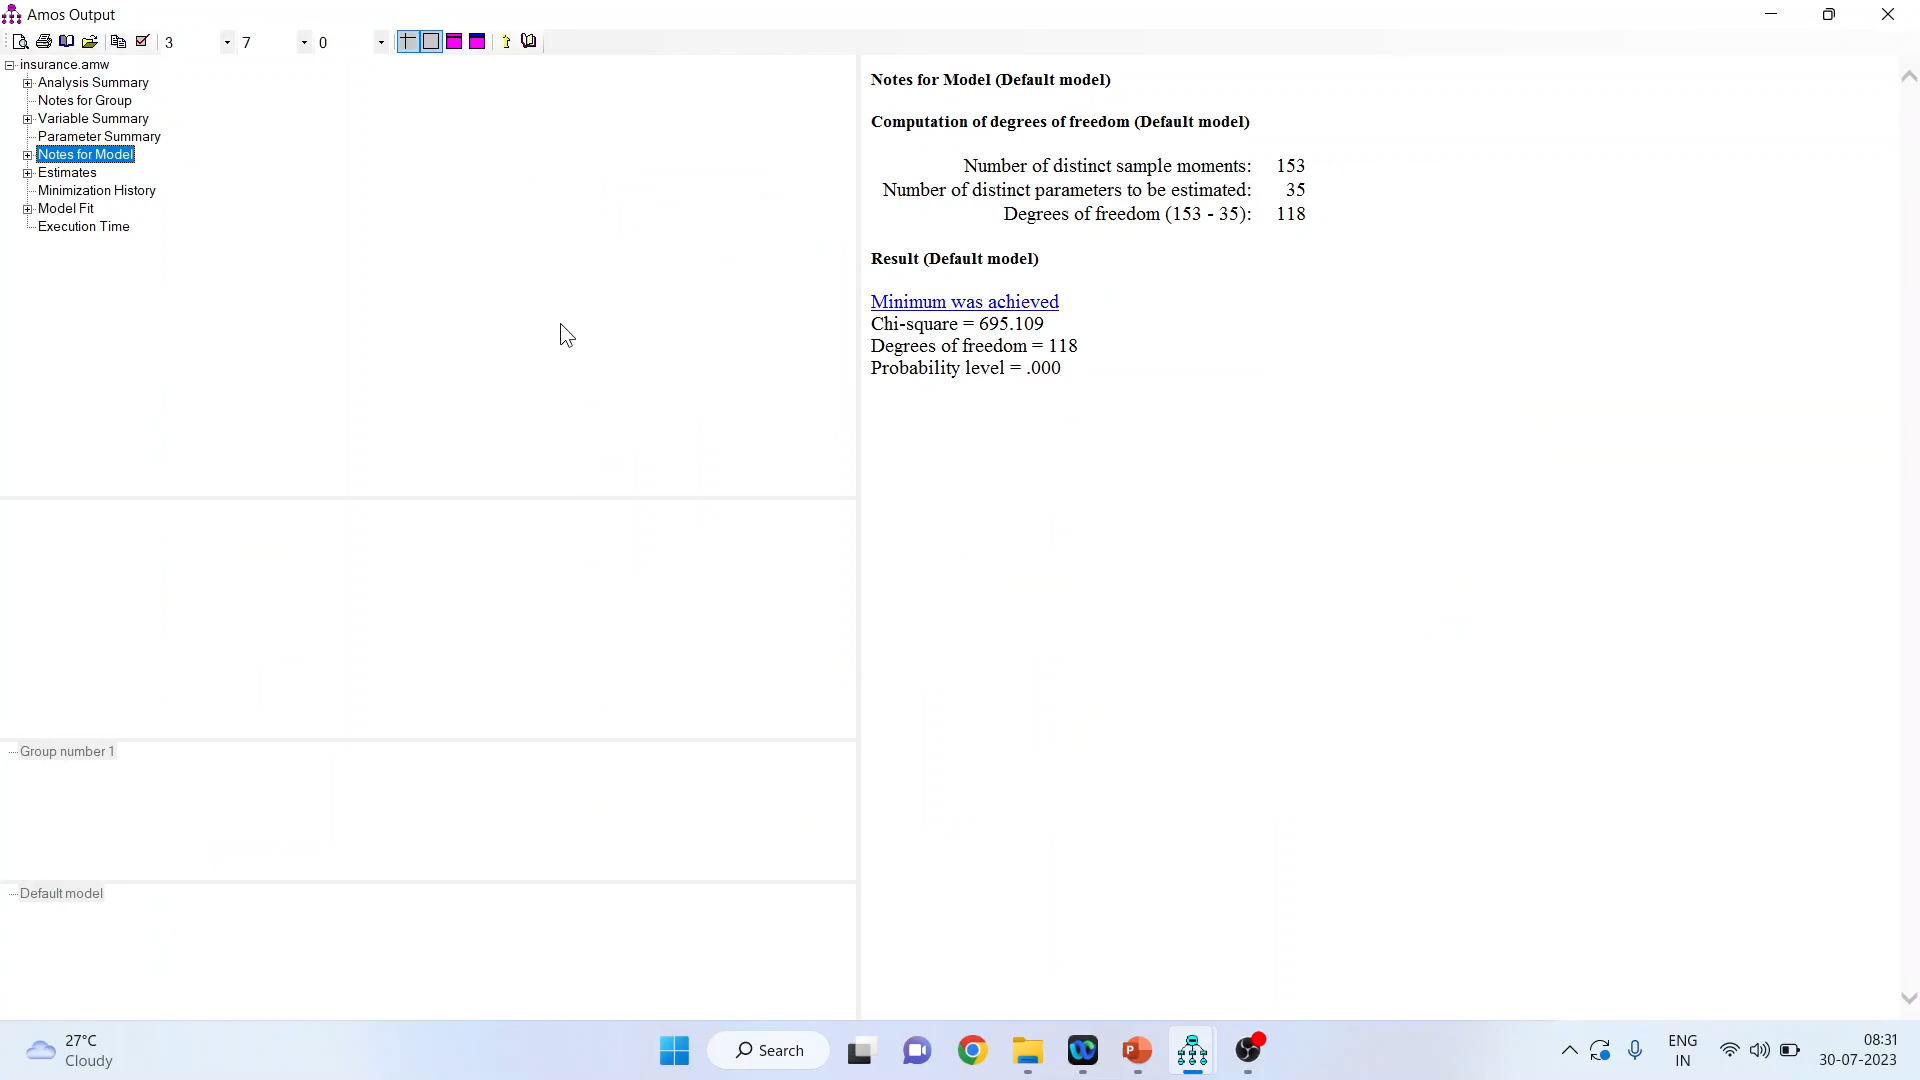 Amos Output
3 7 0
insurance.amw
Analysis Summary
Notes for Group
Variable Summary
Parameter Summary
Notes for Model
Estimates
Minimization History
Model Fit
Execution Time
Group number 1
Default model
Notes for Model (Default model)
Computation of degrees of freedom (Default model)
Number of distinct sample moments: 153
Number of distinct parameters to be estimated: 35
Degrees of freedom (153 - 35): 118
Result (Default model)
Minimum was achieved
Chi-square = 695.109
Degrees of freedom = 118
Probability level = .000
27°C
Cloudy
Search
ENG
IN
08:31
30-07-2023